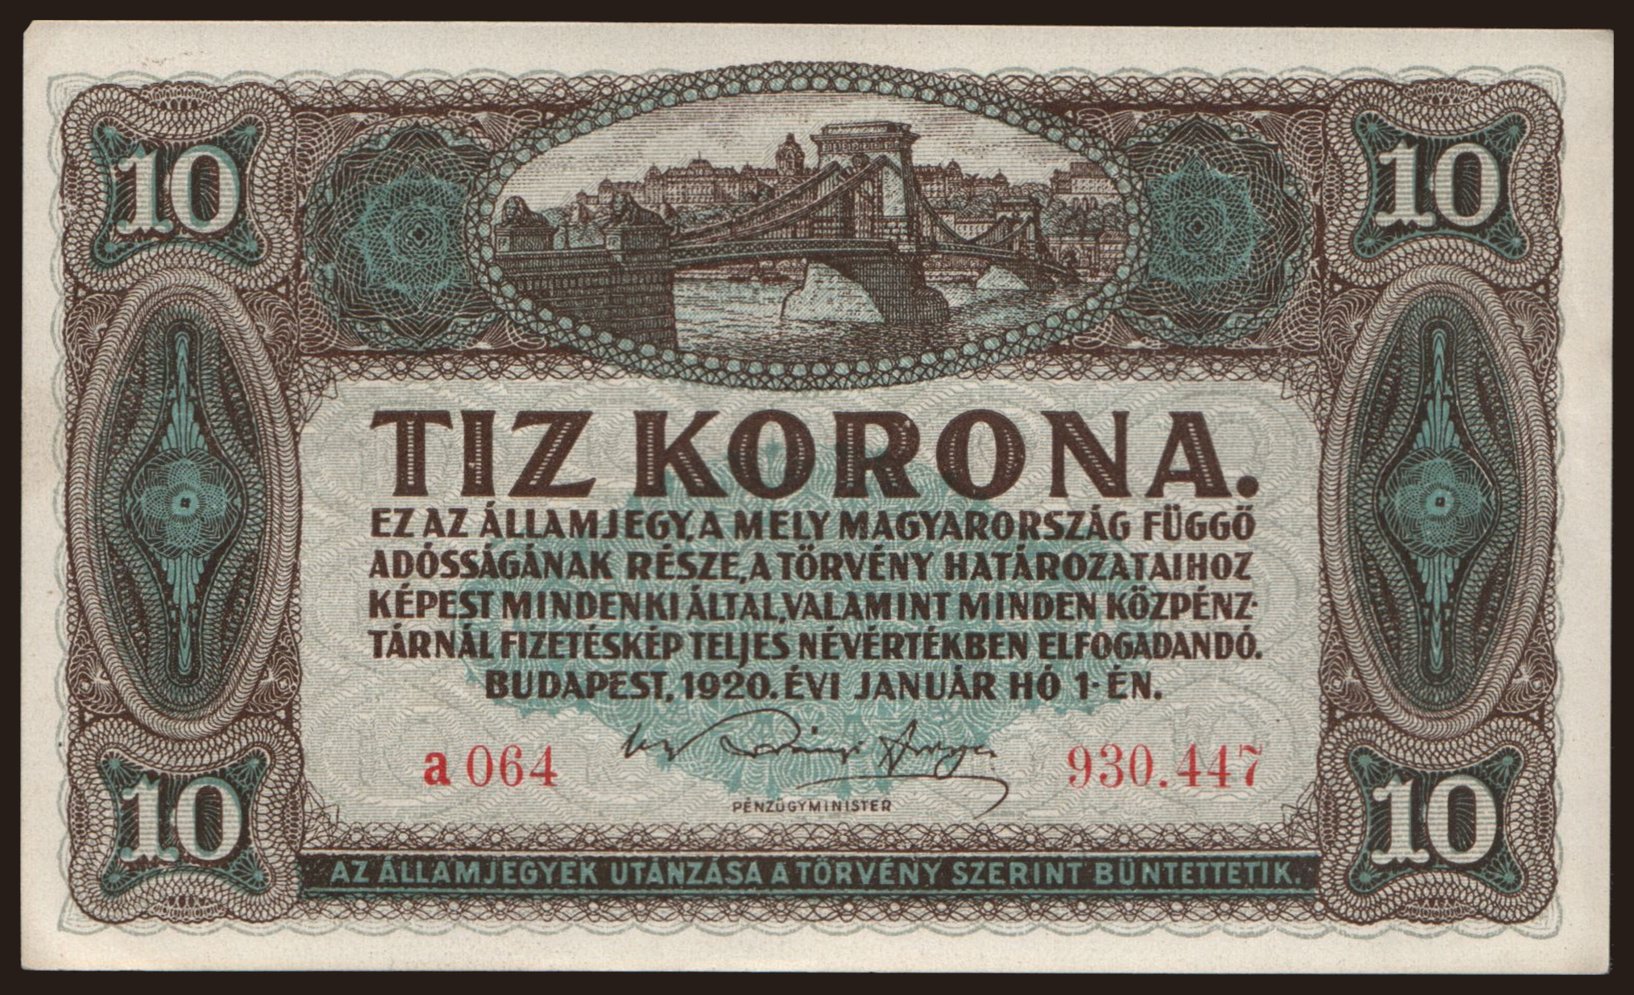 10 10
TIZ KORONA.
EZ AZ ÁLLAMJEGY, A MELY MAGYARORSZÁG FÜGGŐ
ADÓSSÁGÁNAK RÉSZE, A TÖRVÉNY HATÁROZATAIHOZ
KÉPEST MINDENKI ÁLTAL, VALAMINT MINDEN KÖZPÉNZ-
TÁRNÁL FIZETÉSKÉP TELJES NÉVÉRTÉKBEN ELFOGADANDÓ.
BUDAPEST, 1920. ÉVI JANUÁR HÓ 1-ÉN.
a 064 930.447
PÉNZÜGYMINISTER
10 10
AZ ÁLLAMJEGYEK UTÁNZÁSA A TÖRVÉNY SZERINT BÜNTETTETIK.